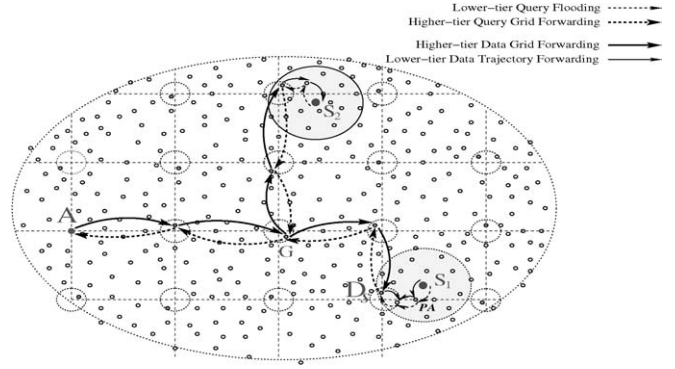 Lower-tier Query Flooding
Higher-tier Query Grid Forwarding
Higher-tier Data Grid Forwarding
Lower-tier Data Trajectory Forwarding
S2
A
G
S1
D
PA